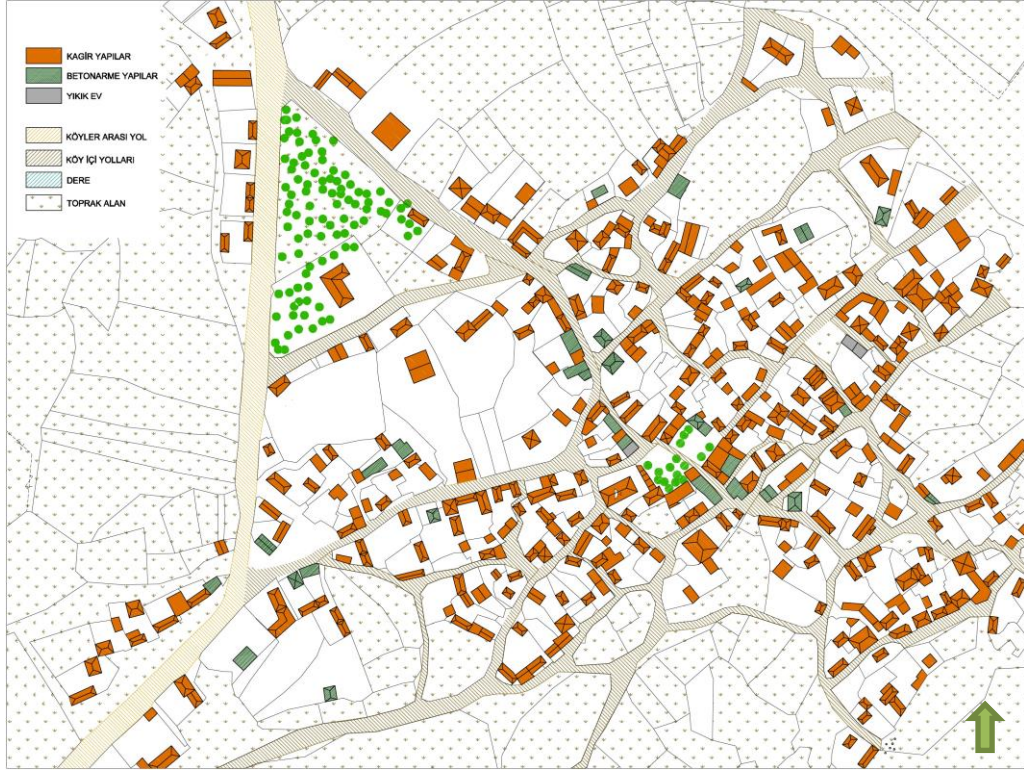 KAGİR YAPILAR
BETONARME YAPILAR
YIKIK EV
KÖYLER ARASI YOL
KÖY İÇİ YOLLARI
DERE
TOPRAK ALAN